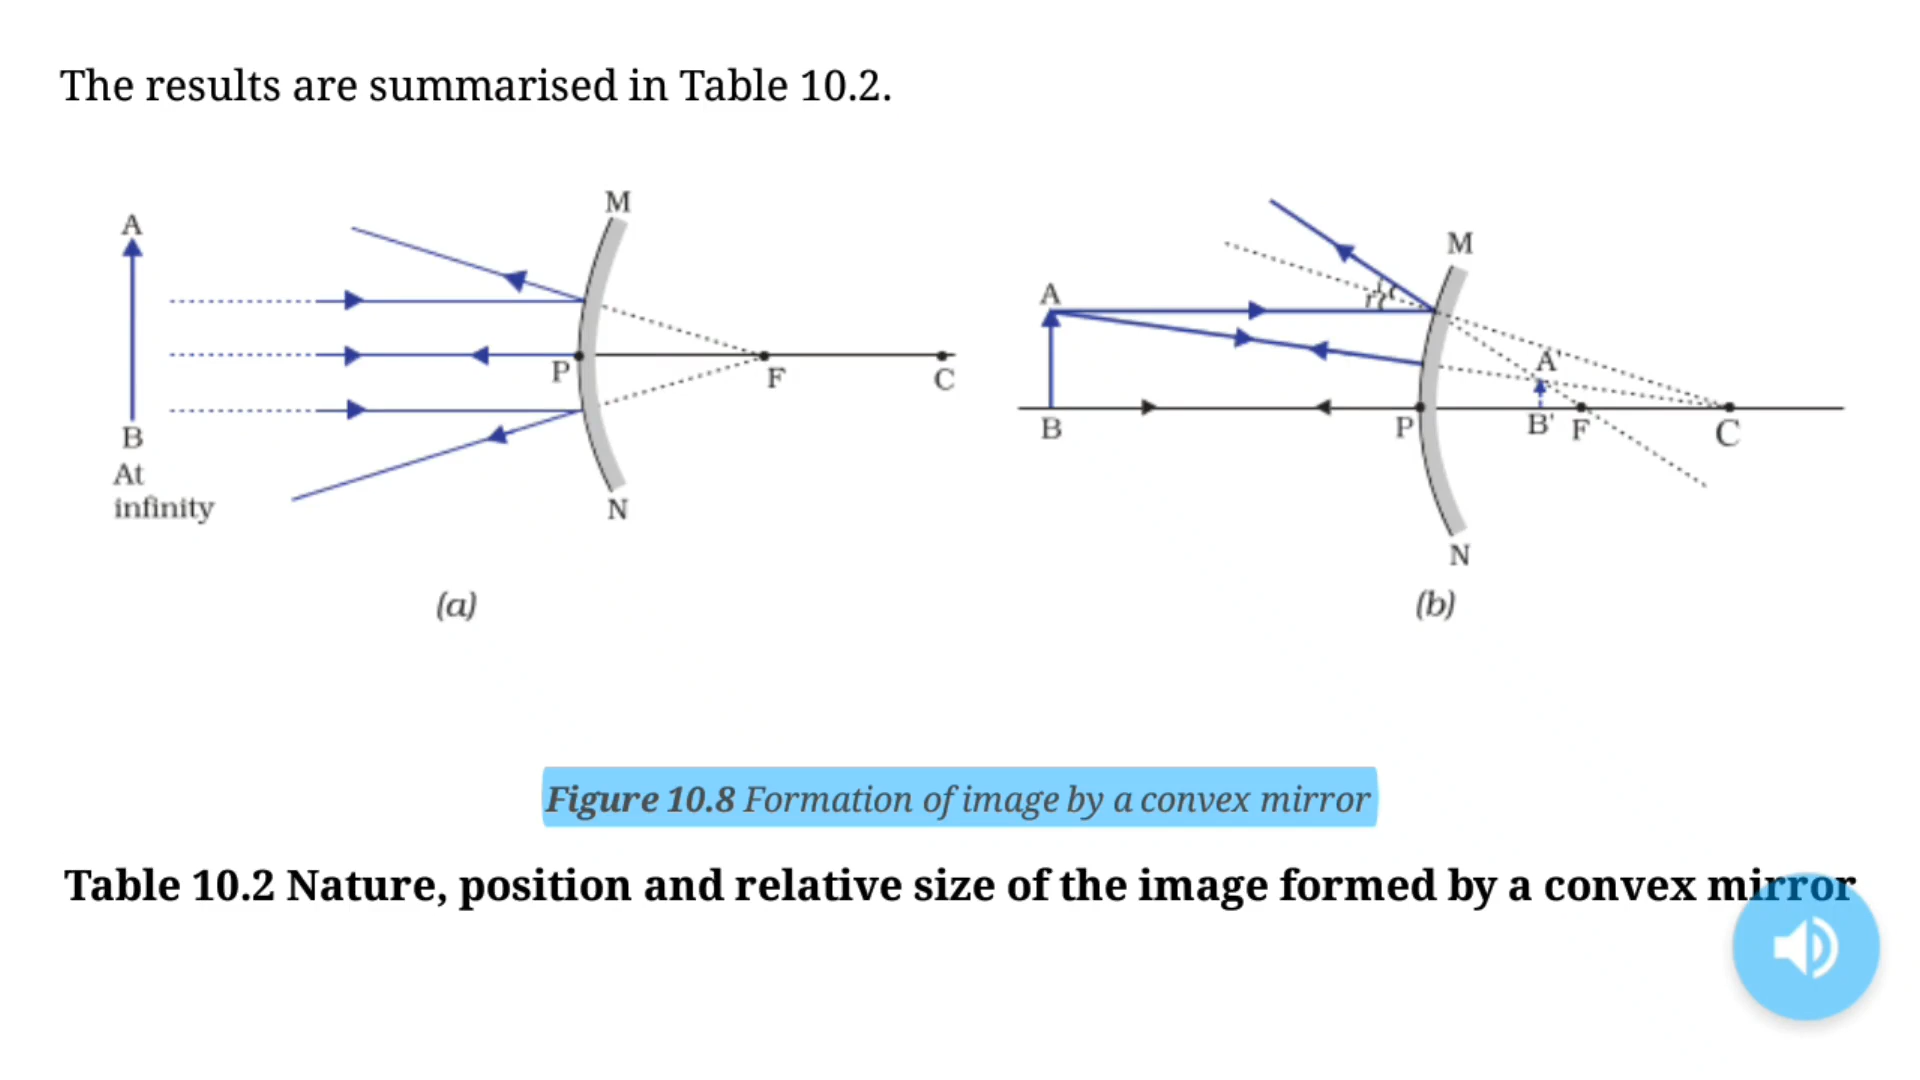 The results are summarised in Table 10.2.
A
B
At
infinity
M
P
F
C
N
(a)
A
B
M
r
P
A'
B'
F
C
N
(b)
Figure 10.8 Formation of image by a convex mirror
Table 10.2 Nature, position and relative size of the image formed by a convex mirror